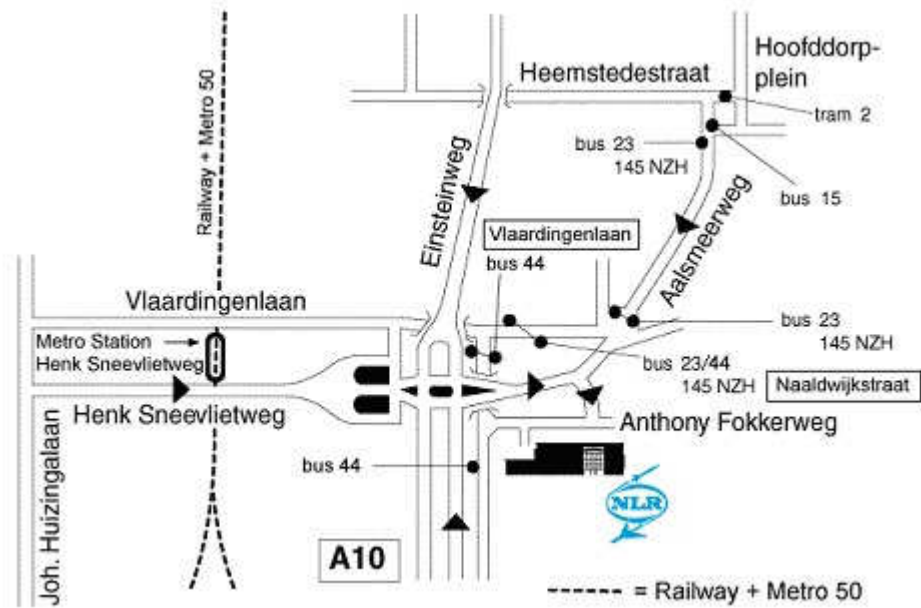 Hoofddorp-
plein
Heemstedestraat
tram 2
Railway + Metro 50
bus 23
145 NZH
bus 15
Einsteinweg
Vlaardingenlaan
bus 44
Aalsmeerweg
Vlaardingenlaan
Metro Station
Henk Sneevlietweg
bus 23
145 NZH
bus 23/44
145 NZH
Naaldwijkstraat
Henk Sneevlietweg
Anthony Fokkerweg
bus 44
NLR
Joh. Huizingalaan
A10
= Railway + Metro 50